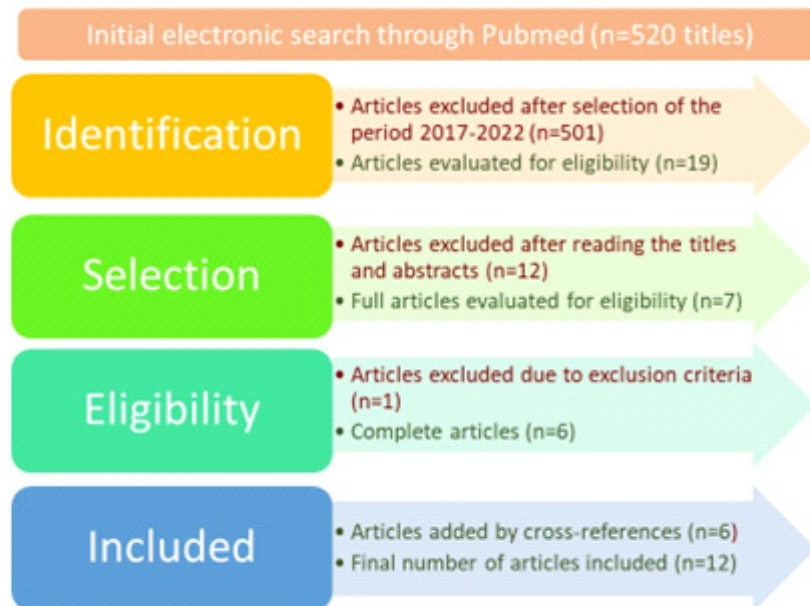 Initial electronic search through Pubmed (n=520 titles)
Identification
• Articles excluded after selection of the
period 2017-2022 (n=501)
• Articles evaluated for eligibility (n=19)
Selection
• Articles excluded after reading the titles
and abstracts (n=12)
• Full articles evaluated for eligibility (n=7)
Eligibility
• Articles excluded due to exclusion criteria
(n=1)
• Complete articles (n=6)
Included
• Articles added by cross-references (n=6)
• Final number of articles included (n=12)